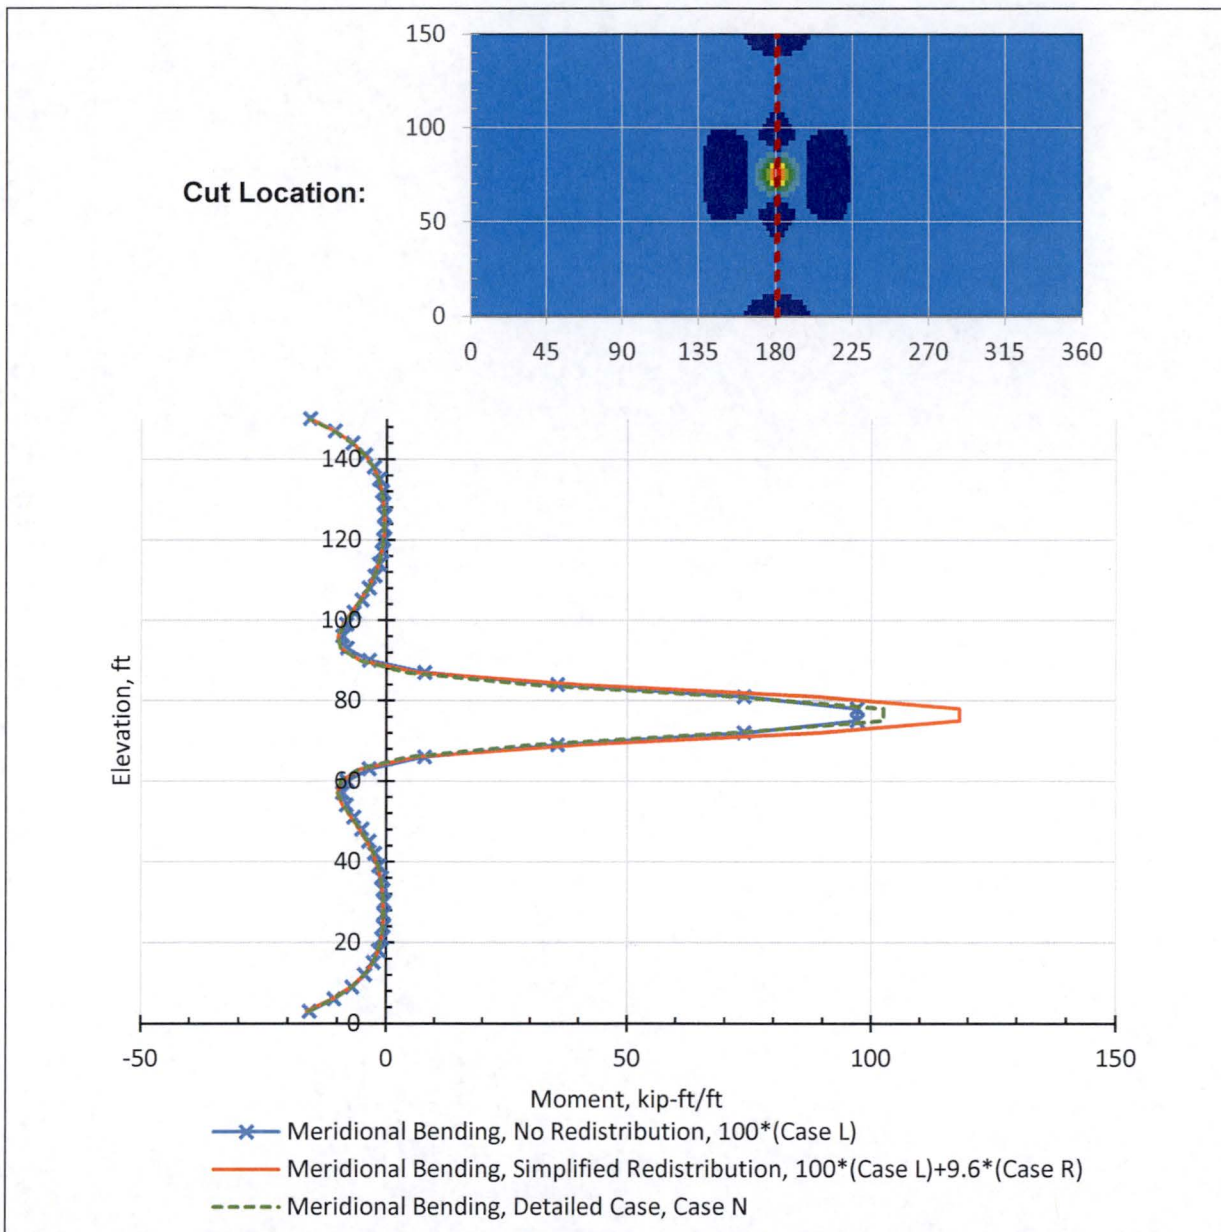 150
100
Cut Location:
50
0
0 45 90 135 180 225 270 315 360
140
120
100
Elevation, ft
80
60
40
20
0
-50 0 50 100 150
Moment, kip-ft/ft
Meridional Bending, No Redistribution, 100*(Case L)
Meridional Bending, Simplified Redistribution, 100*(Case L)+9.6*(Case R)
Meridional Bending, Detailed Case, Case N